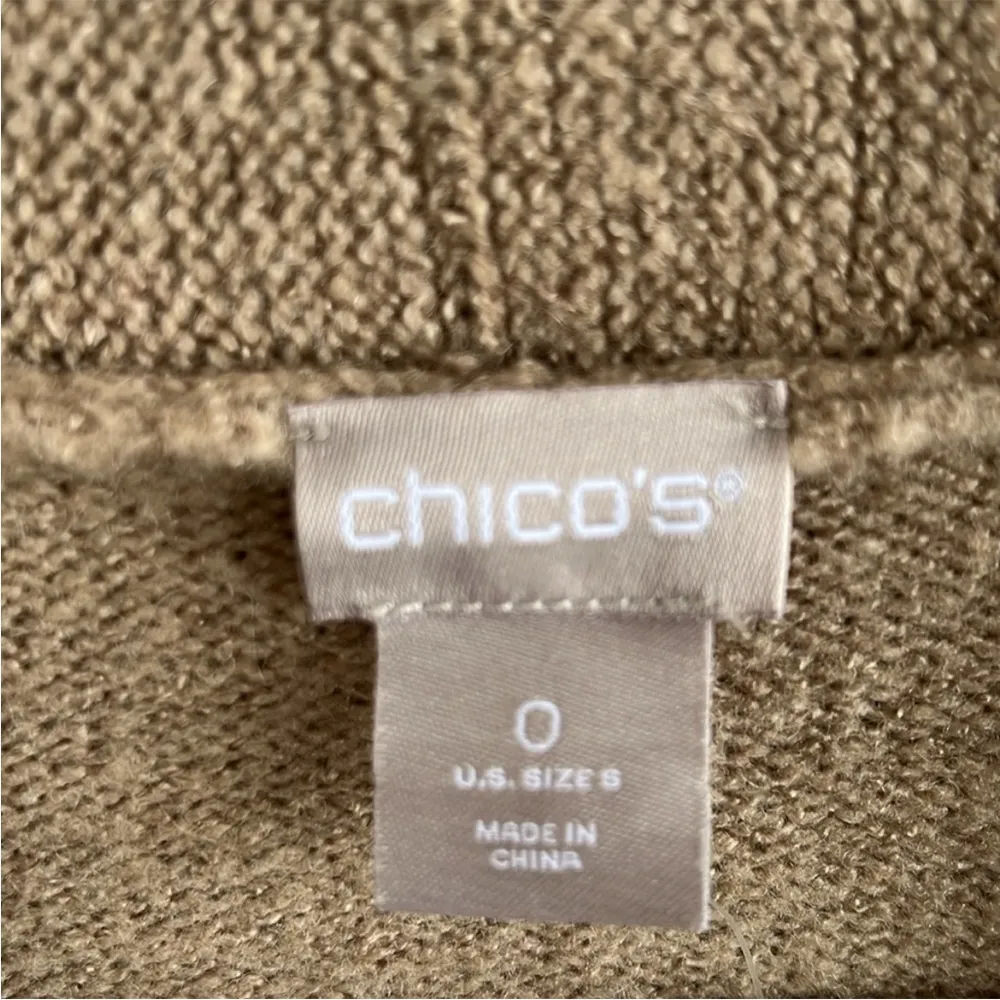 chico's®
0
U.S. SIZE S
MADE IN
CHINA